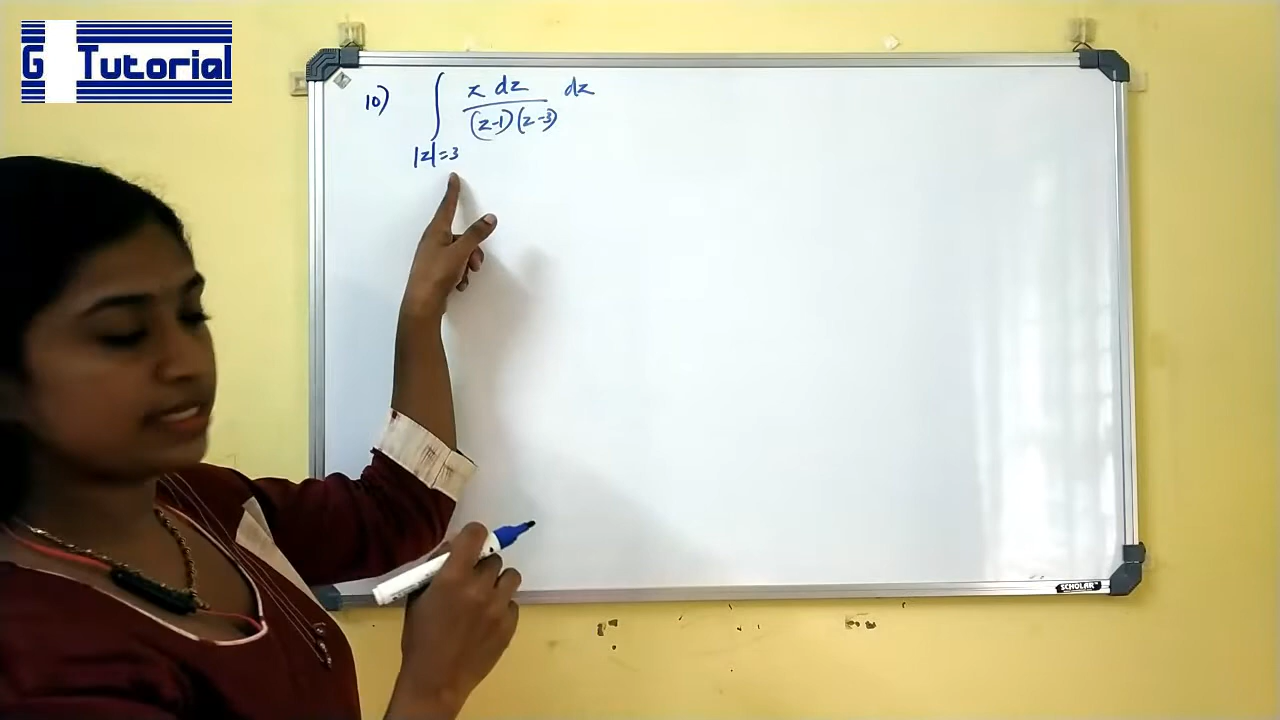 G Tutorial
10) ∫ z dz / (z-1)(z-3) dz
|z|=3
SCHOLAR